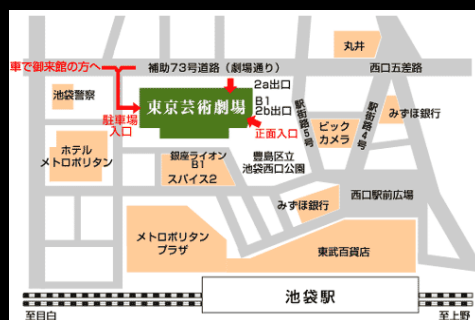 丸井
車で御来館の方へ
補助73号道路(劇場通り)
西口五差路
2a出口
池袋警察
東京芸術劇場
B1
2b出口
駅街路5号
駅街路4号
みずほ銀行
駐車場
入口
正面入口
ビック
カメラ
ホテル
メトロポリタン
銀座ライオン
B1
スパイス2
豊島区立
池袋西口公園
みずほ銀行
西口駅前広場
メトロポリタン
プラザ
東武百貨店
池袋駅
至目白
至上野